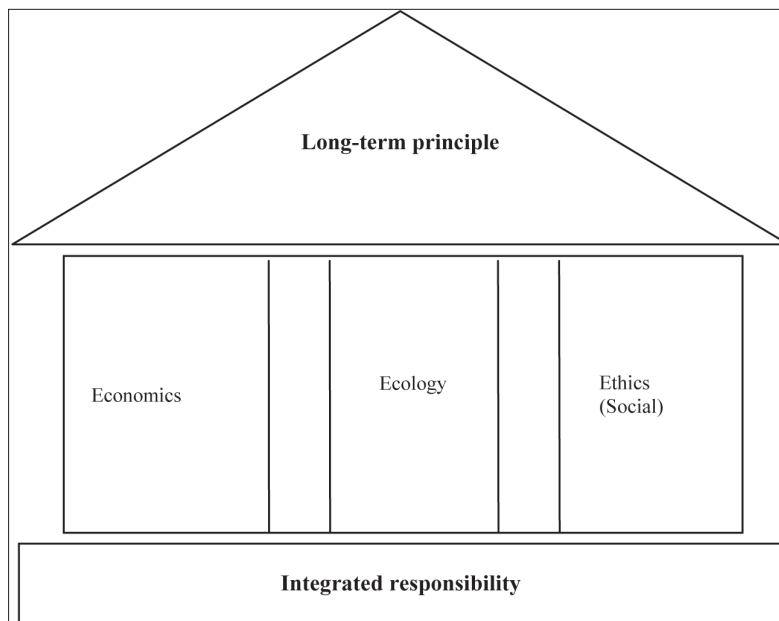 Long-term principle
Economics
Ecology
Ethics
(Social)
Integrated responsibility